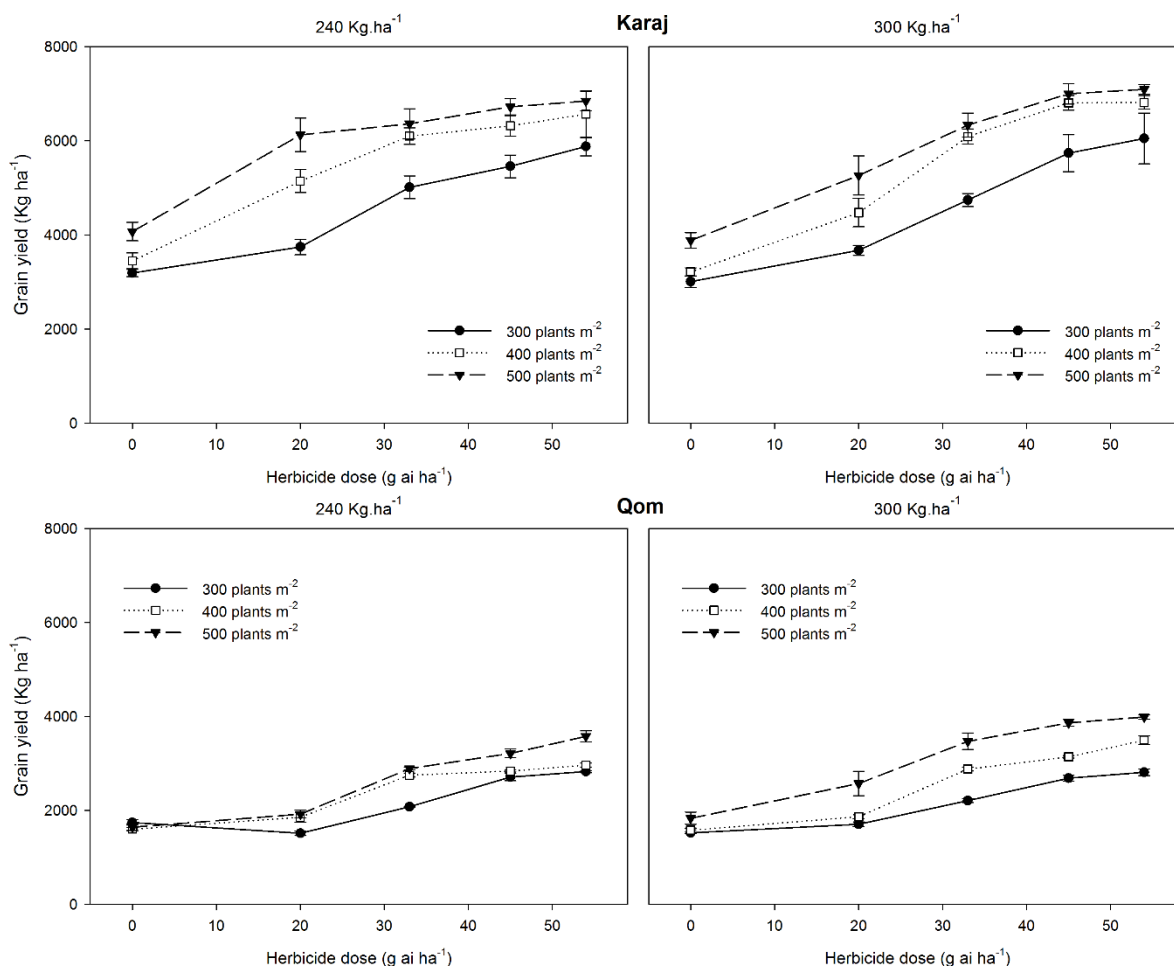 Karaj
240 Kg.ha⁻¹
300 Kg.ha⁻¹
8000
6000
4000
2000
0
Grain yield (Kg ha⁻¹)
300 plants m⁻²
400 plants m⁻²
500 plants m⁻²
300 plants m⁻²
400 plants m⁻²
500 plants m⁻²
0 10 20 30 40 50
0 10 20 30 40 50
Herbicide dose (g ai ha⁻¹)
Herbicide dose (g ai ha⁻¹)
Qom
240 Kg.ha⁻¹
300 Kg.ha⁻¹
8000
6000
4000
2000
0
Grain yield (Kg ha⁻¹)
300 plants m⁻²
400 plants m⁻²
500 plants m⁻²
300 plants m⁻²
400 plants m⁻²
500 plants m⁻²
0 10 20 30 40 50
0 10 20 30 40 50
Herbicide dose (g ai ha⁻¹)
Herbicide dose (g ai ha⁻¹)